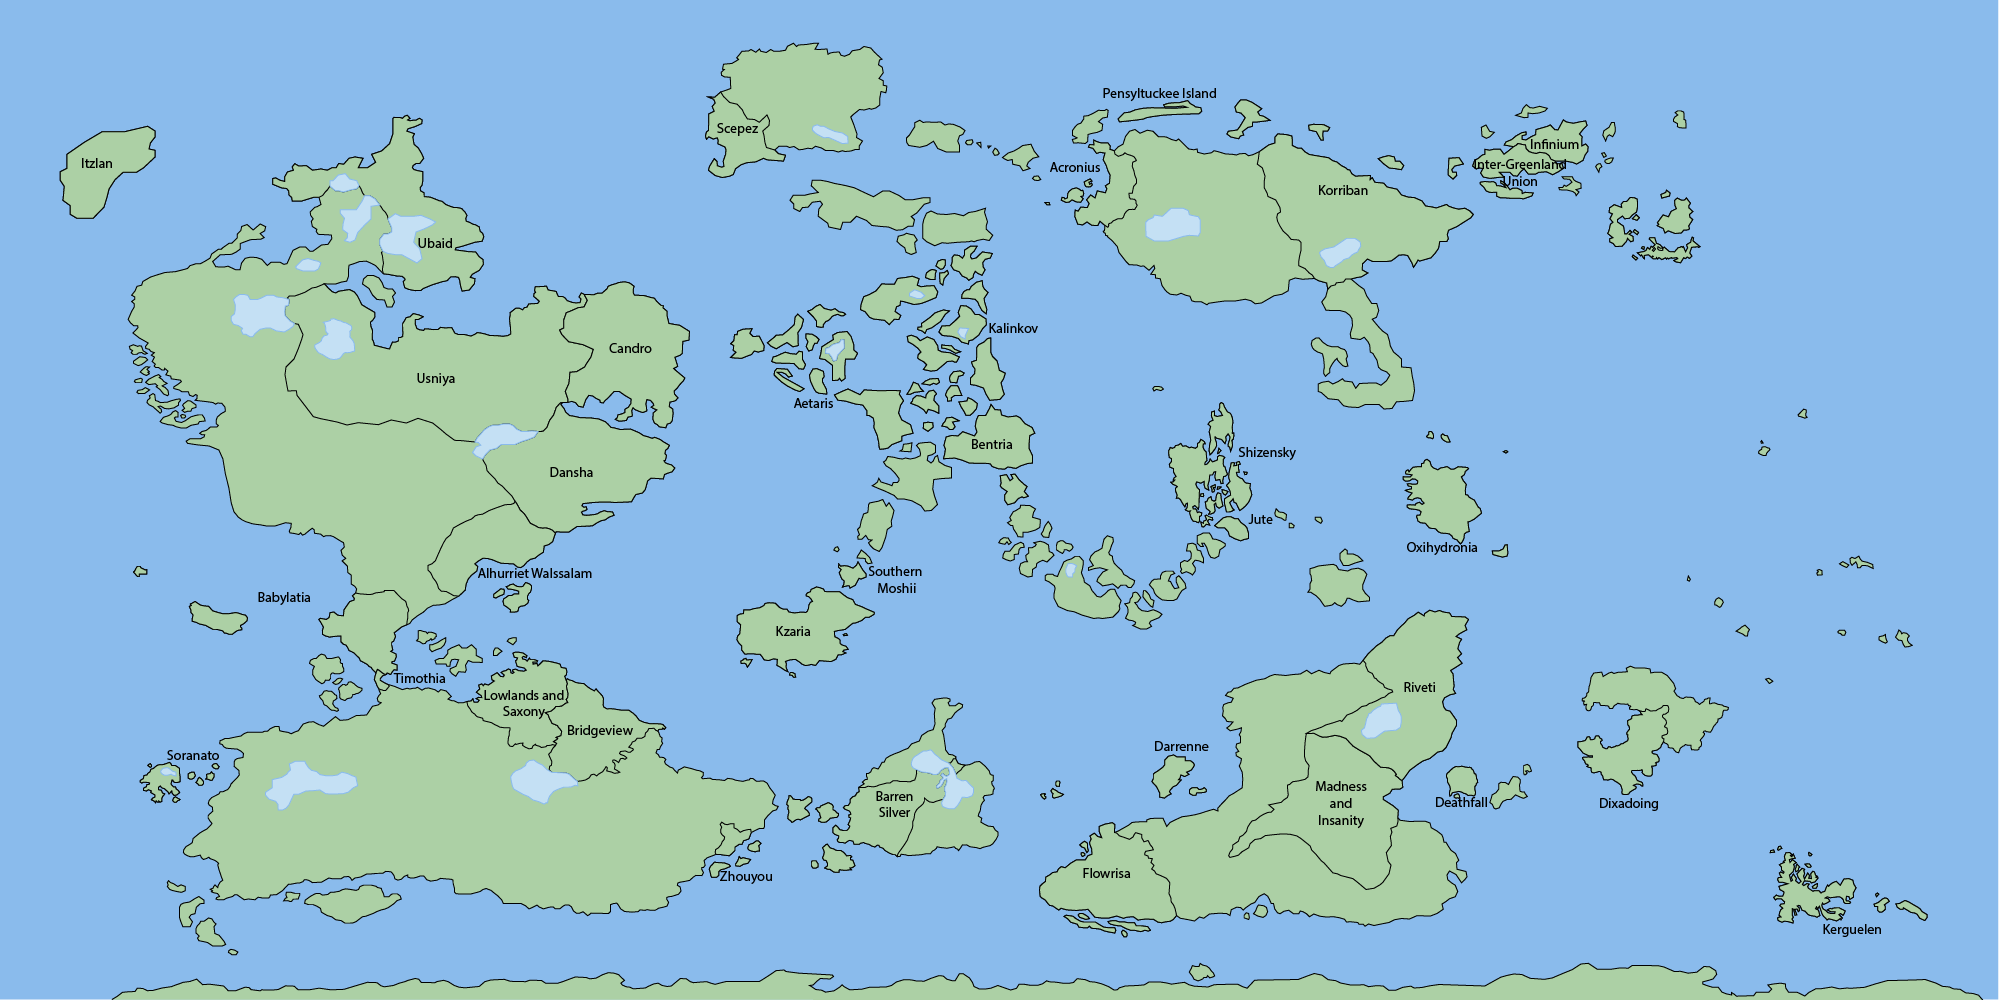 Pensyltuckee Island
Scepez
Infinium
Itzlan
Acronius
Inter-Greenland
Union
Korriban
Ubaid
Kalinkov
Candro
Usniya
Aetaris
Bentria
Shizensky
Dansha
Jute
Oxihydronia
Alhurriet Walssalam
Southern
Moshii
Babylatia
Kzaria
Timothia
Riveti
Lowlands and
Saxony
Bridgeview
Darrenne
Soranato
Madness
and
Insanity
Barren
Silver
Deathfall
Dixadoing
Flowrisa
Zhouyou
Kerguelen